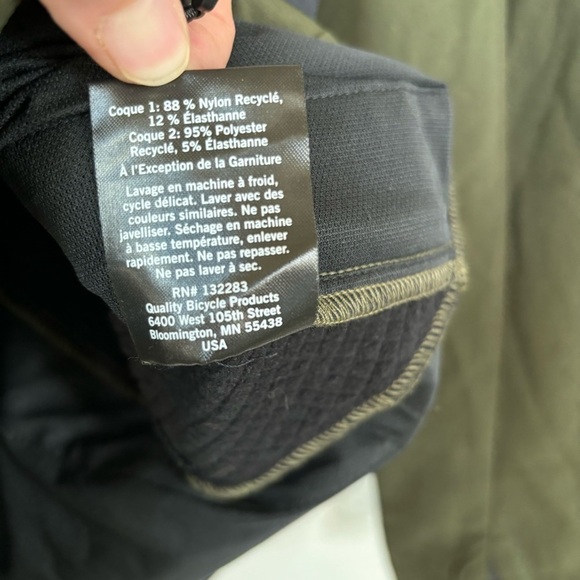 Coque 1: 88 % Nylon Recyclé,
12 % Élasthanne
Coque 2: 95% Polyester
Recyclé, 5% Élasthanne
À l'Exception de la Garniture
Lavage en machine à froid,
cycle délicat. Laver avec des
couleurs similaires. Ne pas
javelliser. Séchage en machine
à basse température, enlever
rapidement. Ne pas repasser.
Ne pas laver à sec.
RN# 132283
Quality Bicycle Products
6400 West 105th Street
Bloomington, MN 55438
USA